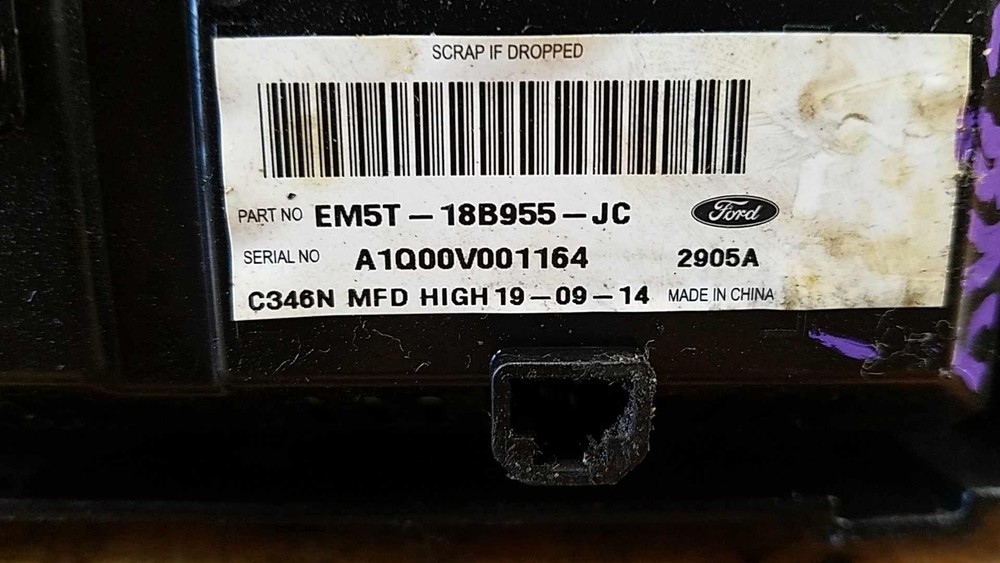 SCRAP IF DROPPED
PART NO EM5T-18B955-JC Ford
SERIAL NO A1Q00V001164 2905A
C346N MFD HIGH 19-09-14 MADE IN CHINA